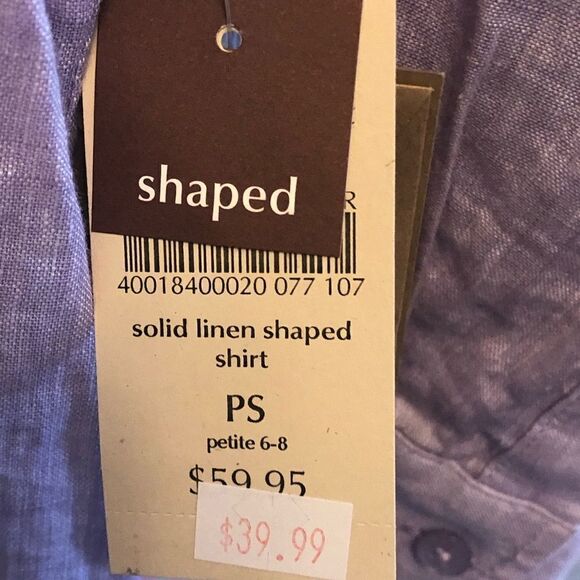 shaped
R
40018400020 077 107
solid linen shaped
shirt
PS
petite 6-8
$59.95
$39.99